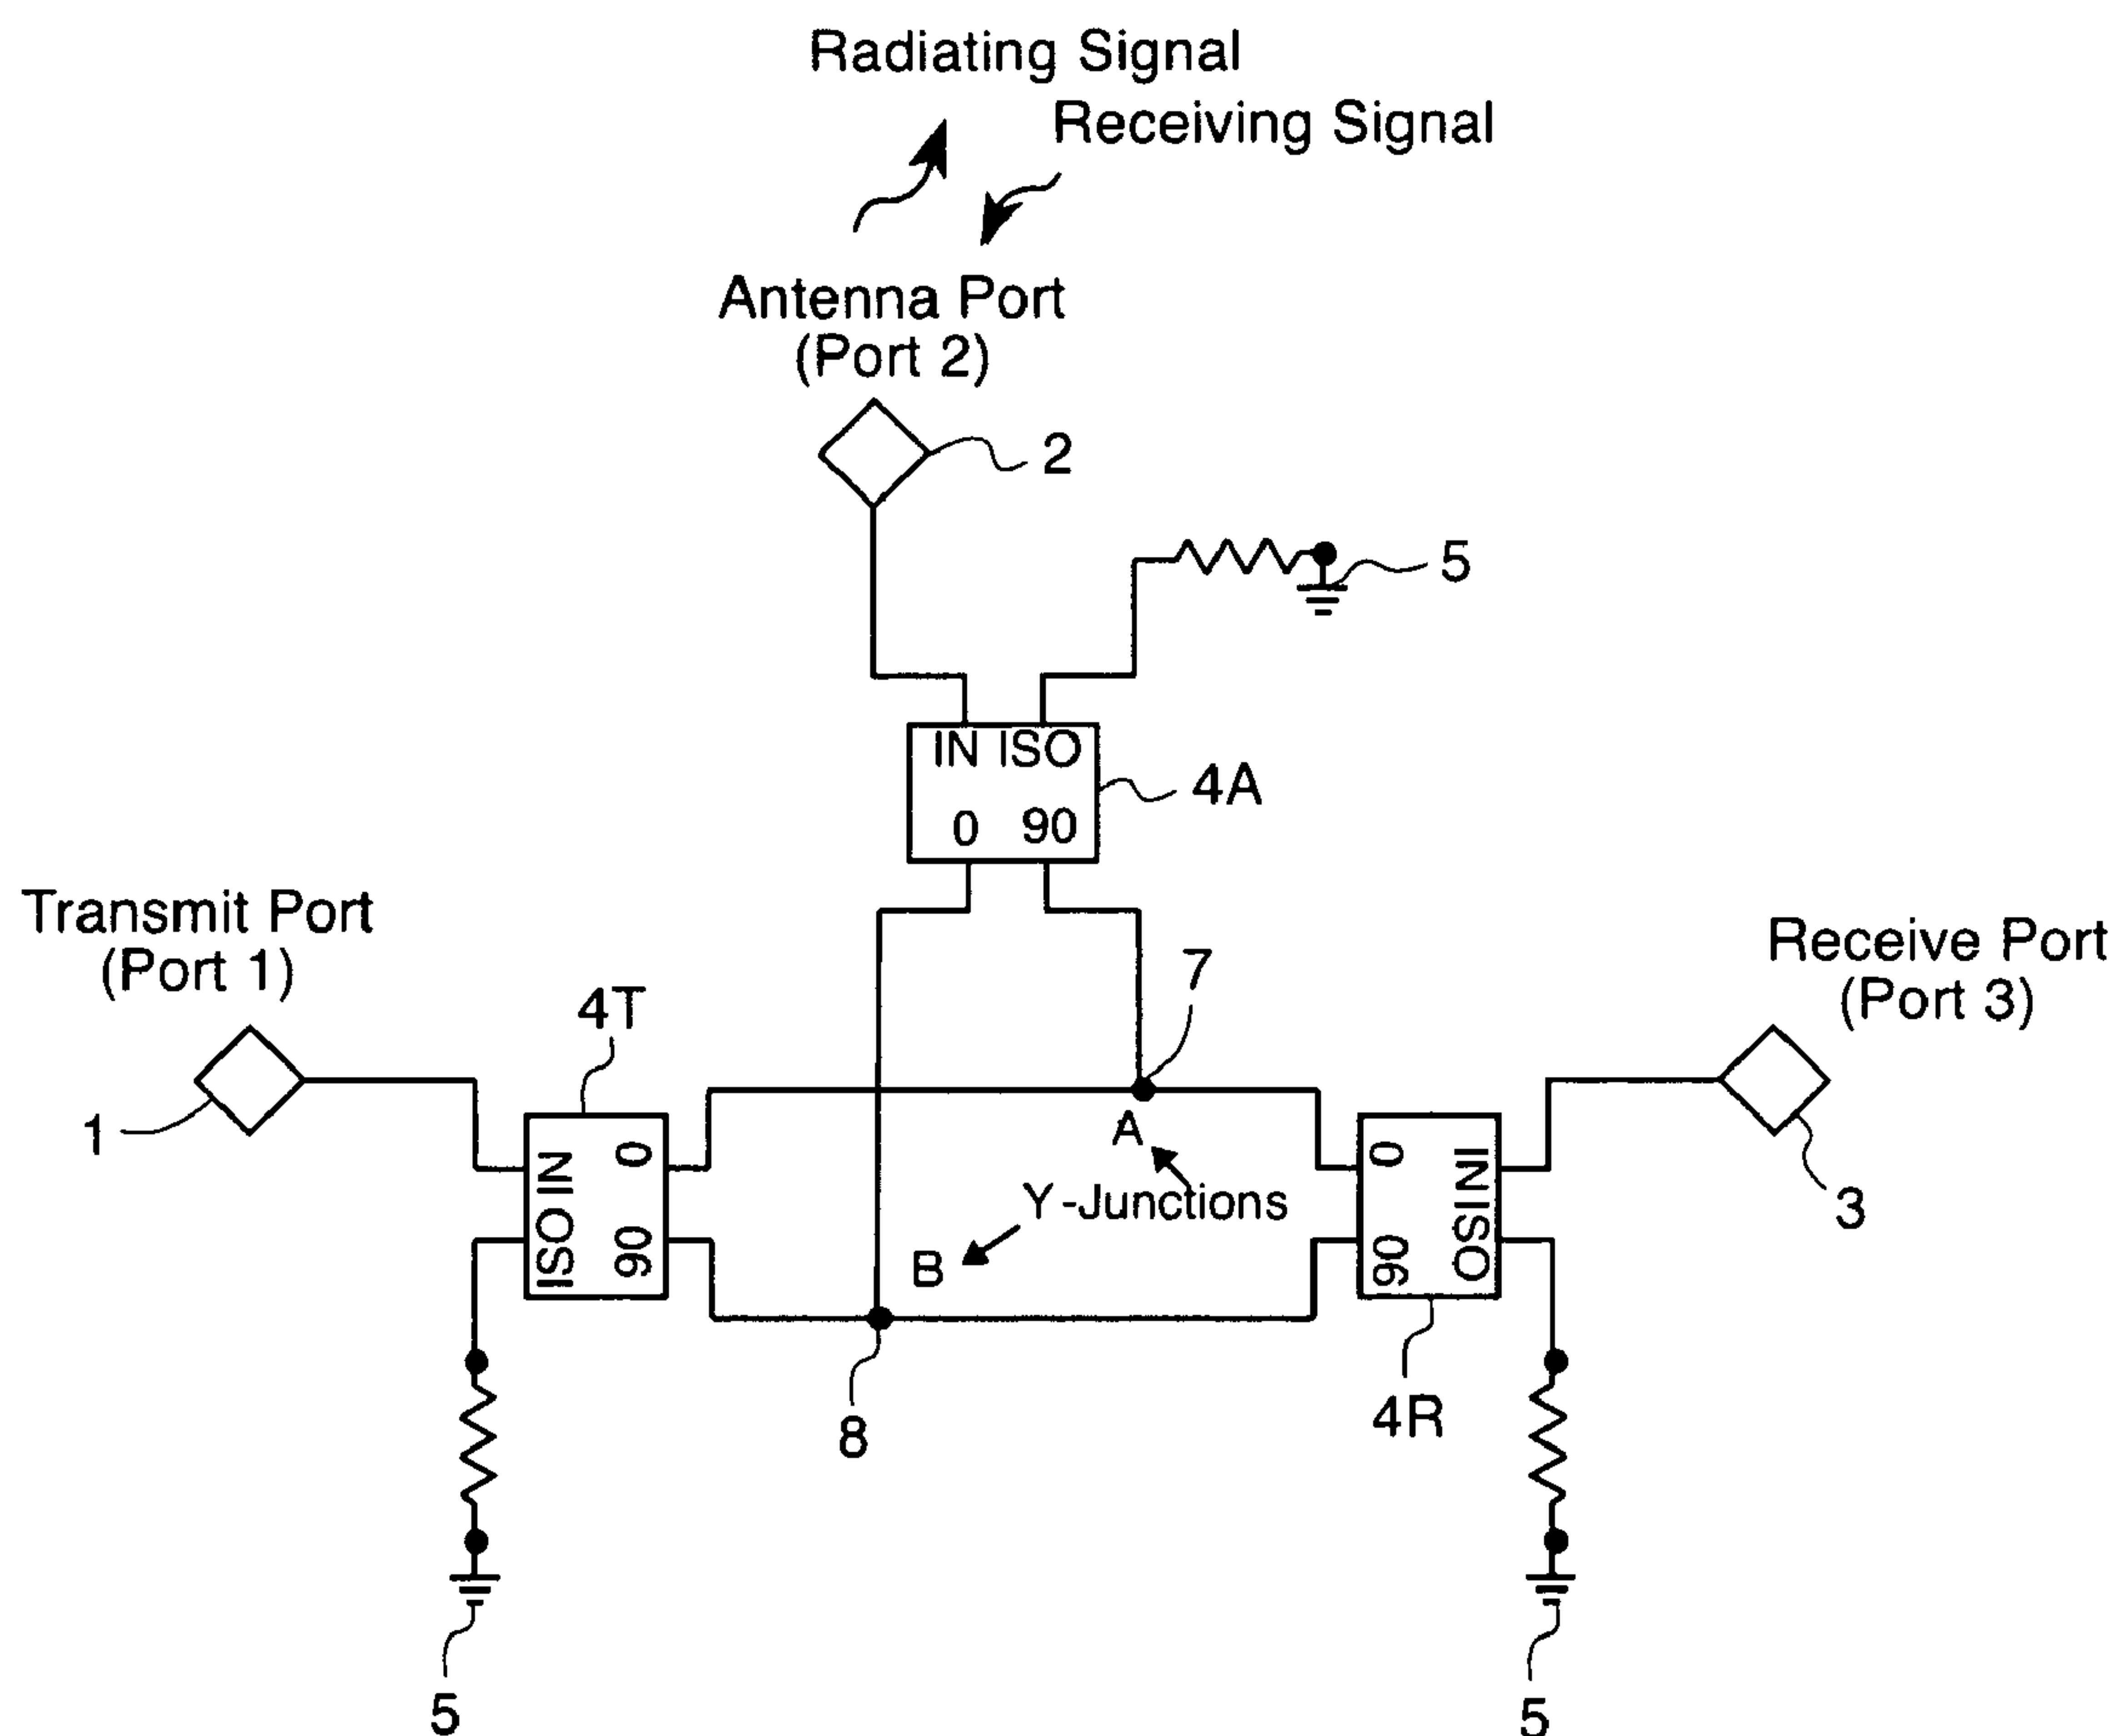 Radiating Signal
Receiving Signal
Antenna Port
(Port 2)
2
5
IN ISO
4A
0 90
Transmit Port
(Port 1)
Receive Port
(Port 3)
7
4T
1
A
IN
ISO
0
90
0
90
IN
ISO
Y-Junctions
3
B
8
4R
5
5